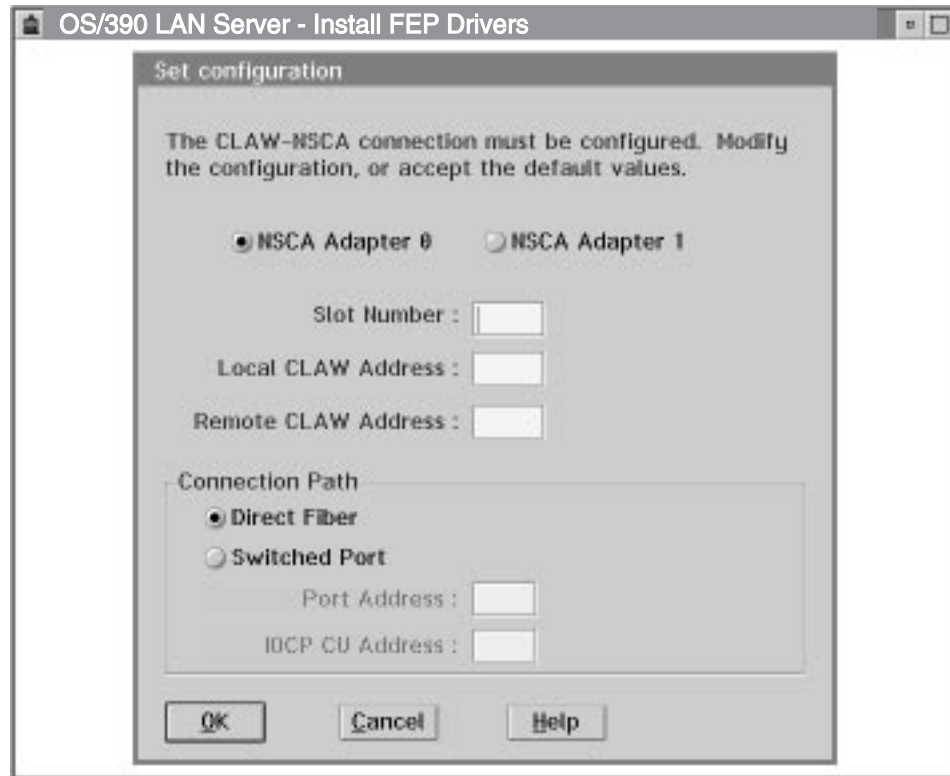 OS/390 LAN Server - Install FEP Drivers
Set configuration
The CLAW-NSCA connection must be configured. Modify
the configuration, or accept the default values.
NSCA Adapter 0 NSCA Adapter 1
Slot Number :
Local CLAW Address :
Remote CLAW Address :
Connection Path
Direct Fiber
Switched Port
Port Address :
IOCP CU Address :
OK Cancel Help